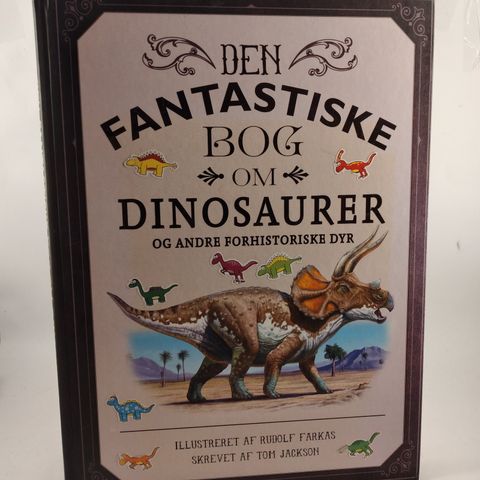 DEN
FANTASTISKE
BOG
OM
DINOSAURER
OG ANDRE FORHISTORISKE DYR
ILLUSTRERET AF RUDOLF FARKAS
SKREVET AF TOM JACKSON